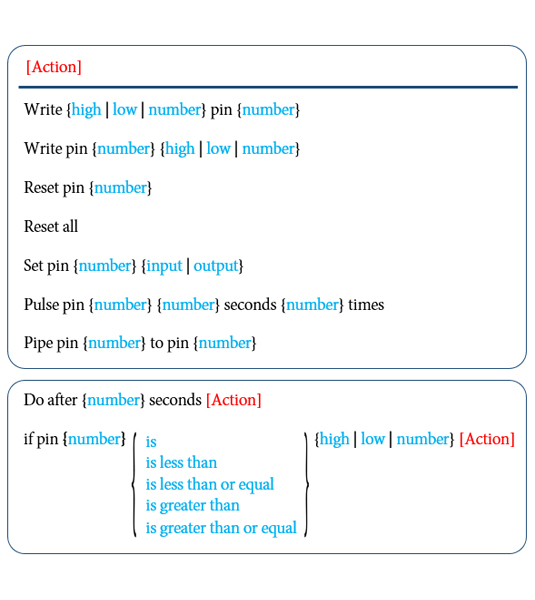 [Action]
Write {high | low | number} pin {number}
Write pin {number} {high | low | number}
Reset pin {number}
Reset all
Set pin {number} {input | output}
Pulse pin {number} {number} seconds {number} times
Pipe pin {number} to pin {number}
Do after {number} seconds [Action]
if pin {number} { is } {high | low | number} [Action]
is less than
is less than or equal
is greater than
is greater than or equal